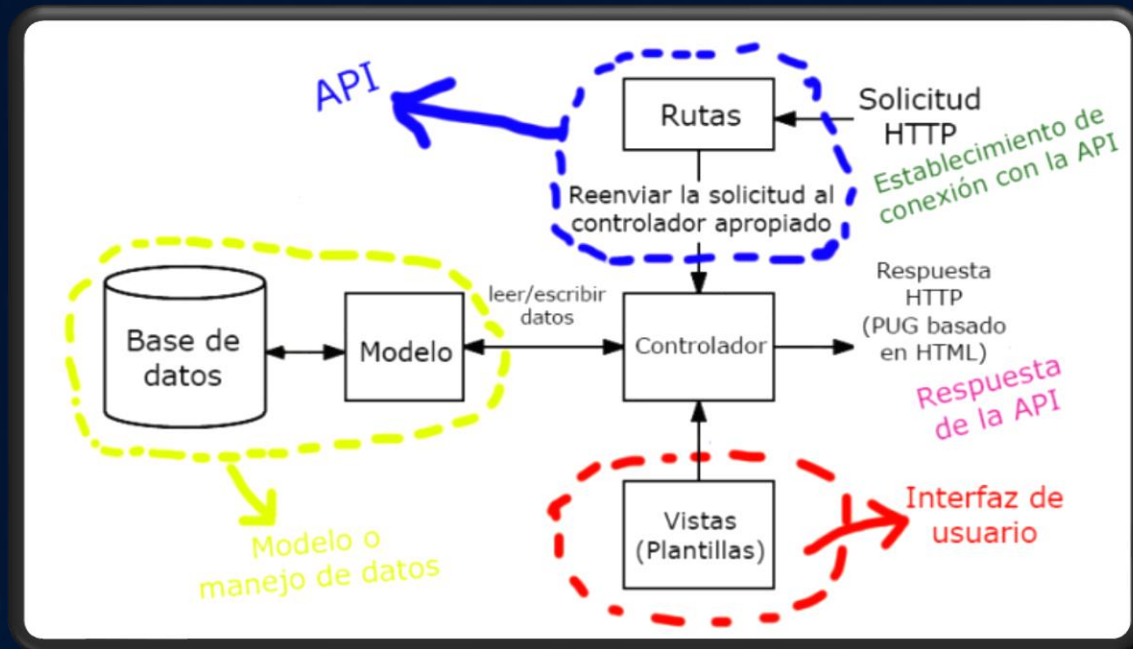 API
Rutas
Solicitud
HTTP
Establecimiento de
conexión con la API
Reenviar la solicitud al
controlador apropiado
Base de
datos
Modelo
leer/escribir
datos
Controlador
Respuesta
HTTP
(PUG basado
en HTML)
Respuesta
de la API
Modelo o
manejo de datos
Vistas
(Plantillas)
Interfaz de
usuario